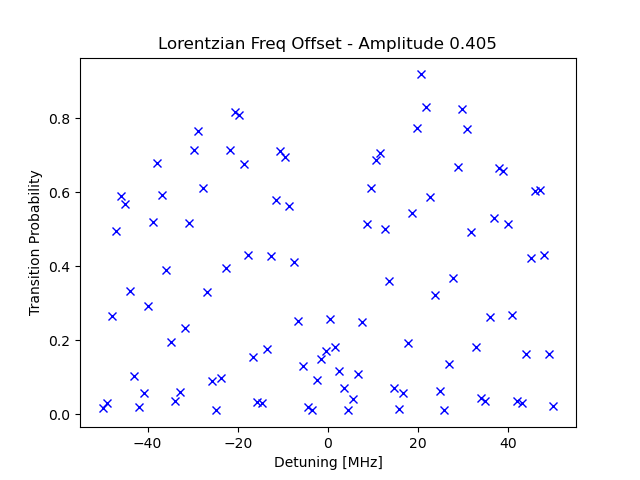 Lorentzian Freq Offset - Amplitude 0.405
Transition Probability
0.8
0.6
0.4
0.2
0.0
−40 −20 0 20 40
Detuning [MHz]